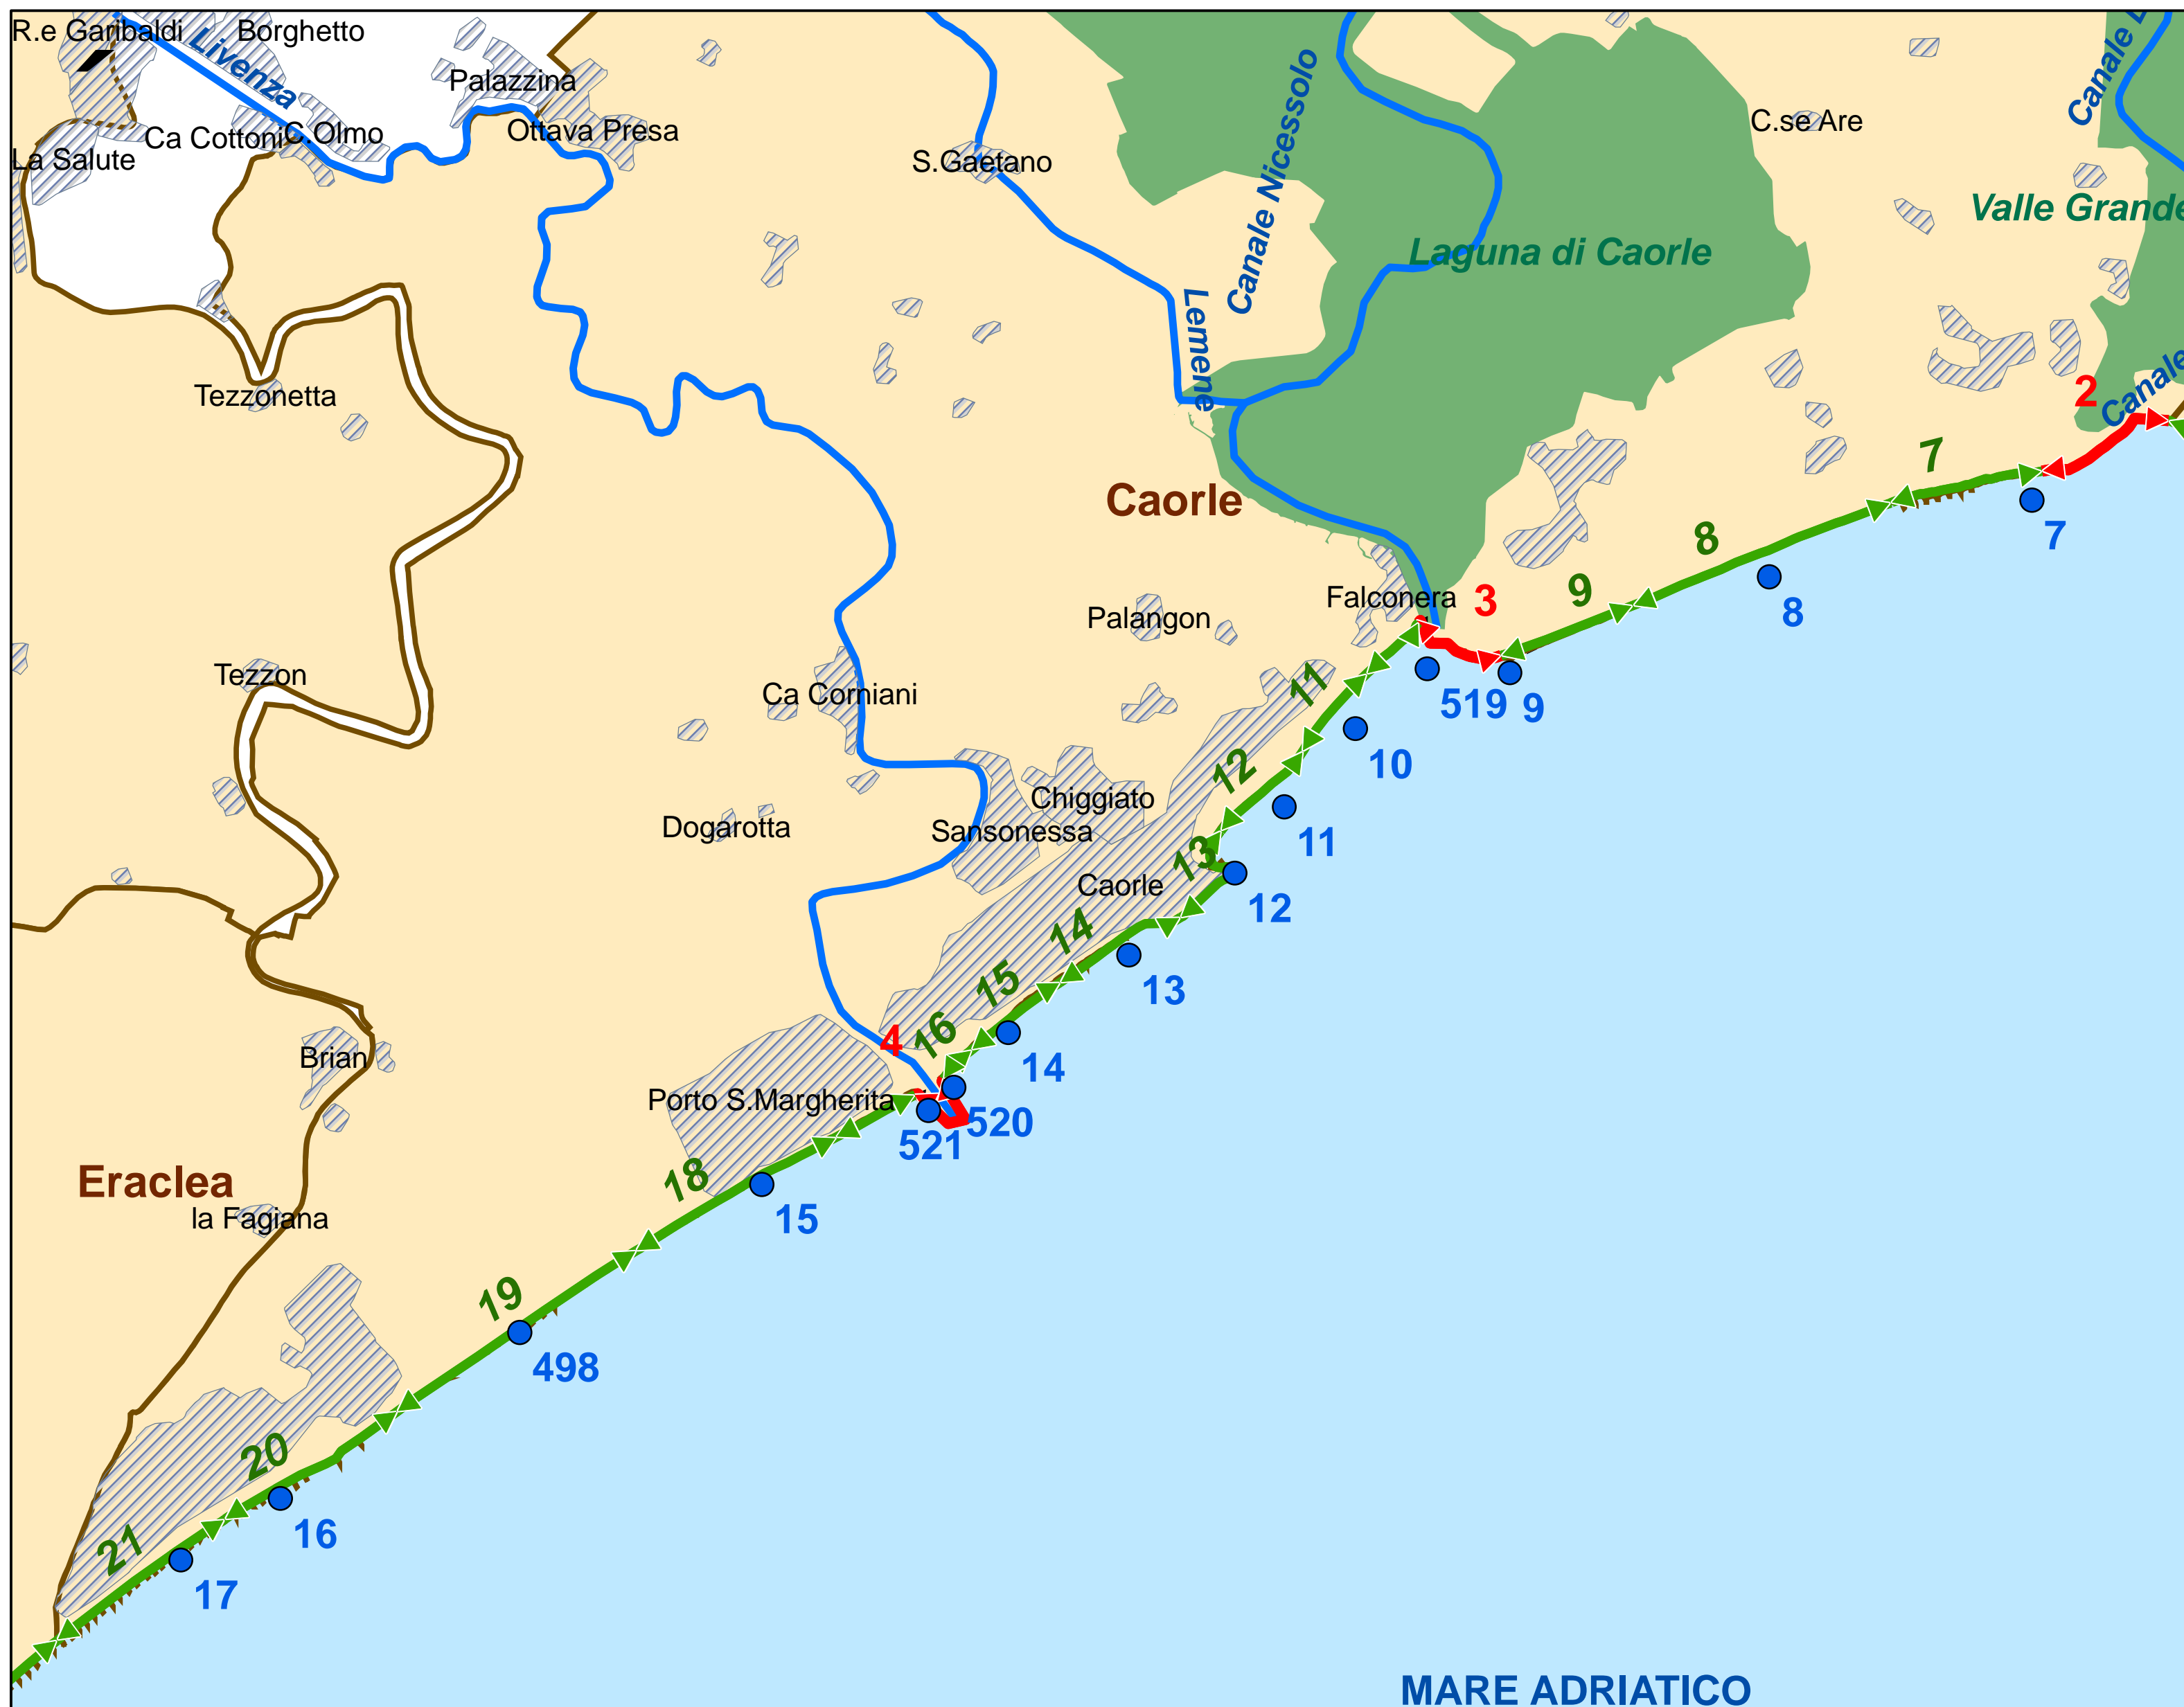 R.e Garibaldi
Borghetto
Livenza
Palazzina
Ca Cottoni
C.Olmo
Ottava Presa
La Salute
S.Gaetano
Canale Nicessolo
C.se Are
Canale
Valle Grande
Laguna di Caorle
Lemene
Tezzonetta
2
Canale
7
Caorle
7
8
Falconera
3
9
8
Palangon
Tezzon
Ca Corniani
11
519
9
10
12
Chiggiato
Dogarotta
Sansonessa
11
13
Caorle
12
14
15
13
4
16
Brian
14
Porto S.Margherita
520
521
18
Eraclea
la Fagiana
15
19
498
20
16
21
17
MARE ADRIATICO